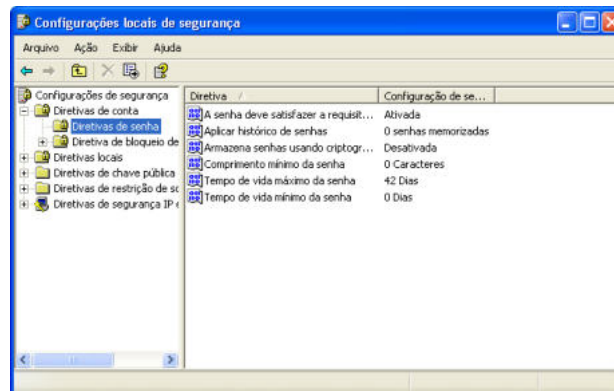 Configurações locais de segurança
Arquivo Ação Exibir Ajuda
Configurações de segurança
Diretivas de conta
Diretivas de senha
Diretiva de bloqueio de
Diretivas locais
Diretivas de chave pública
Diretivas de restrição de so
Diretivas de segurança IP e
Diretiva Configuração de se...
A senha deve satisfazer a requisit... Ativada
Aplicar histórico de senhas 0 senhas memorizadas
Armazena senhas usando criptogr... Desativada
Comprimento mínimo da senha 0 Caracteres
Tempo de vida máximo da senha 42 Dias
Tempo de vida mínimo da senha 0 Dias